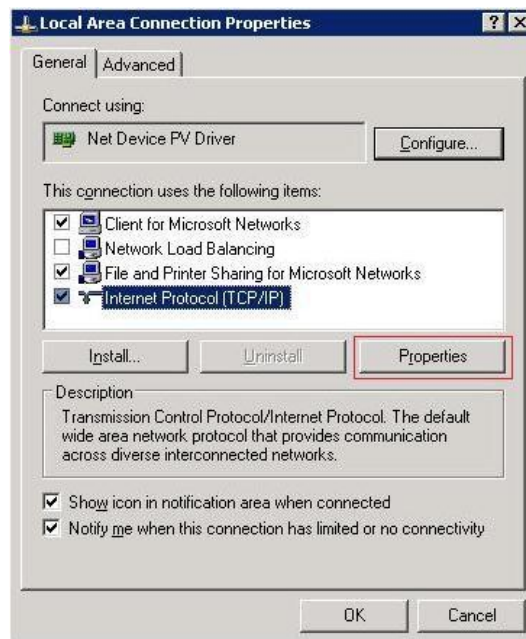 Local Area Connection Properties
General
Advanced
Connect using:
Net Device PV Driver
Configure...
This connection uses the following items:
Client for Microsoft Networks
Network Load Balancing
File and Printer Sharing for Microsoft Networks
Internet Protocol (TCP/IP)
Install...
Uninstall
Properties
Description
Transmission Control Protocol/Internet Protocol. The default
wide area network protocol that provides communication
across diverse interconnected networks.
Show icon in notification area when connected
Notify me when this connection has limited or no connectivity
OK
Cancel